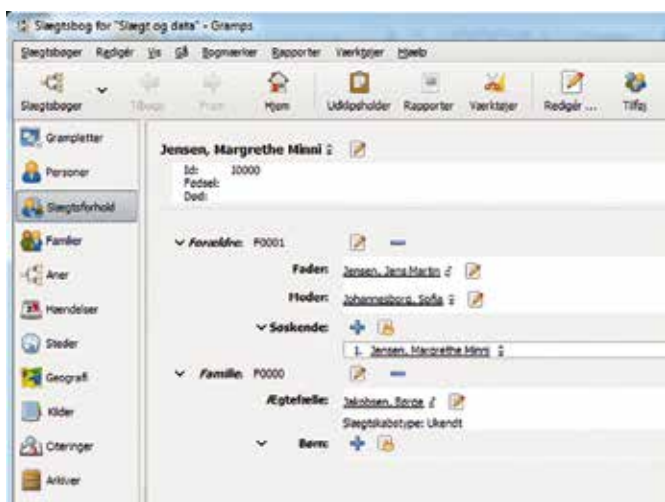 Slægtsbog for "Slægt og data" - Gramps
Slægtsbøger Redigér Vis Gå Bogmærker Rapporter Værktøjer Hjælp
Slægtsbøger Tilbage Frem Hjem Udklipsholder Rapporter Værktøjer Redigér ... Tilføj
Grampletter
Personer
Slægtsforhold
Familier
Aner
Hændelser
Steder
Geografi
Kilder
Citeringer
Arkiver
Jensen, Margrethe Minni
Id: I0000
Fødsel:
Død:
Forældre: F0001
Fader: Jensen, Jens Martin
Moder: Johannesborg, Sofia
Søskende:
1. Jensen, Margrethe Minni
Familie: F0000
Ægtefælle: Jakobsen, Børge
Slægtskabstype: Ukendt
Børn: